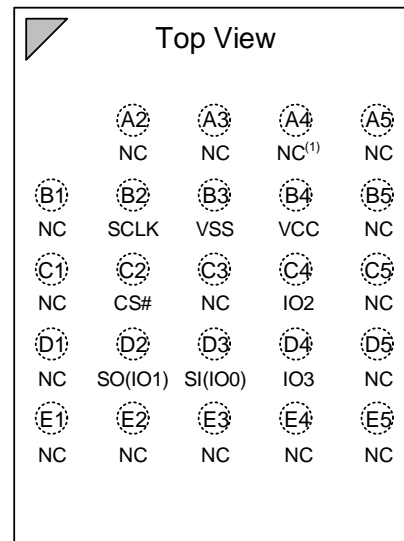 Top View
A2 A3 A4 A5
NC NC NC(1) NC
B1 B2 B3 B4 B5
NC SCLK VSS VCC NC
C1 C2 C3 C4 C5
NC CS# NC IO2 NC
D1 D2 D3 D4 D5
NC SO(IO1) SI(IO0) IO3 NC
E1 E2 E3 E4 E5
NC NC NC NC NC